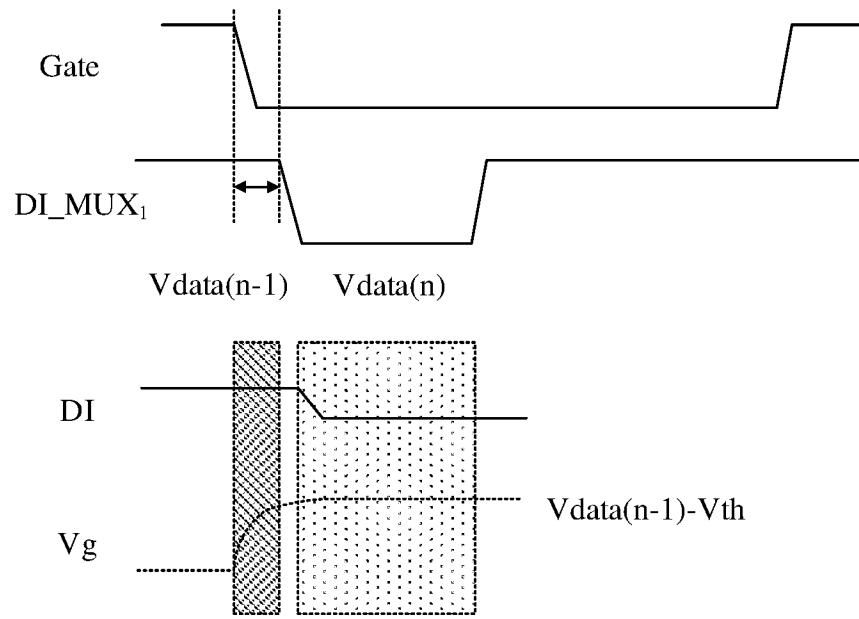 Gate
DI_MUX₁
Vdata(n-1) Vdata(n)
DI
Vdata(n-1)-Vth
Vg